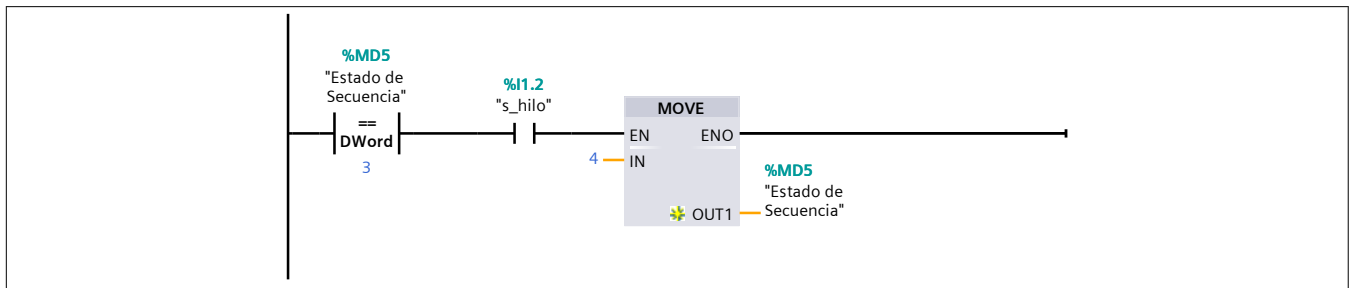 %MD5
"Estado de
Secuencia"
==
DWord
3
%I1.2
"s_hilo"
MOVE
EN ENO
4 IN
OUT1
%MD5
"Estado de
Secuencia"